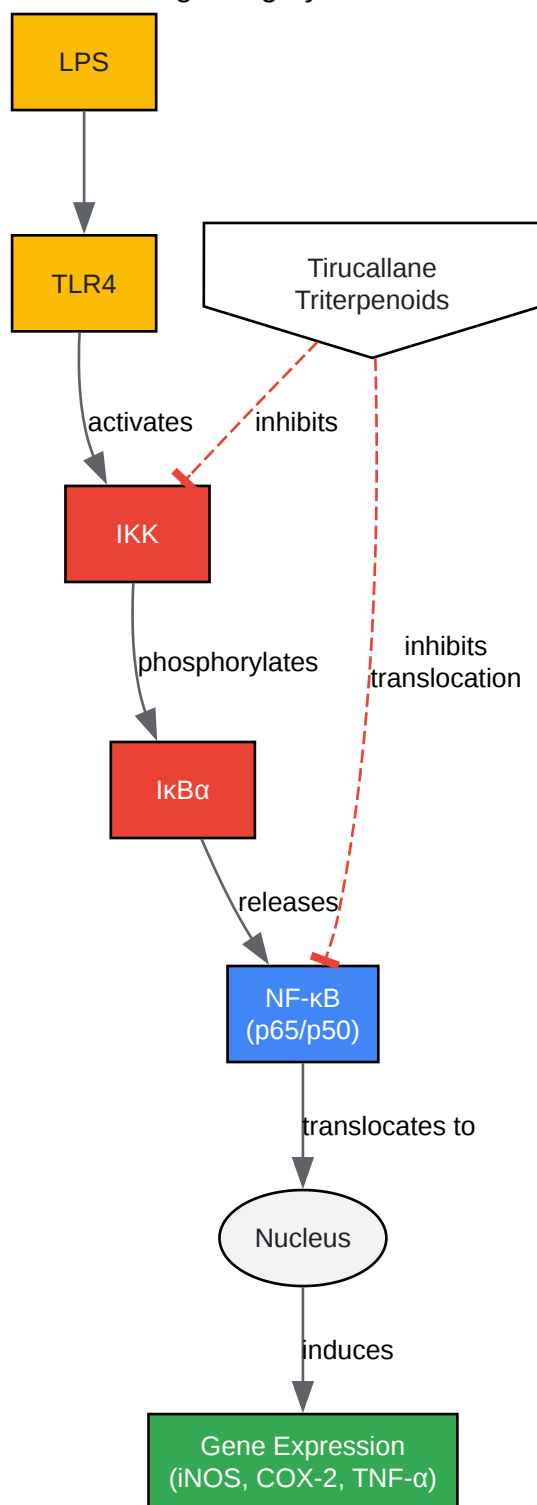 LPS
TLR4
Tirucallane
Triterpenoids
activates
inhibits
IKK
phosphorylates
inhibits
translocation
IκBα
releases
NF-κB
(p65/p50)
translocates to
Nucleus
induces
Gene Expression
(iNOS, COX-2, TNF-α)